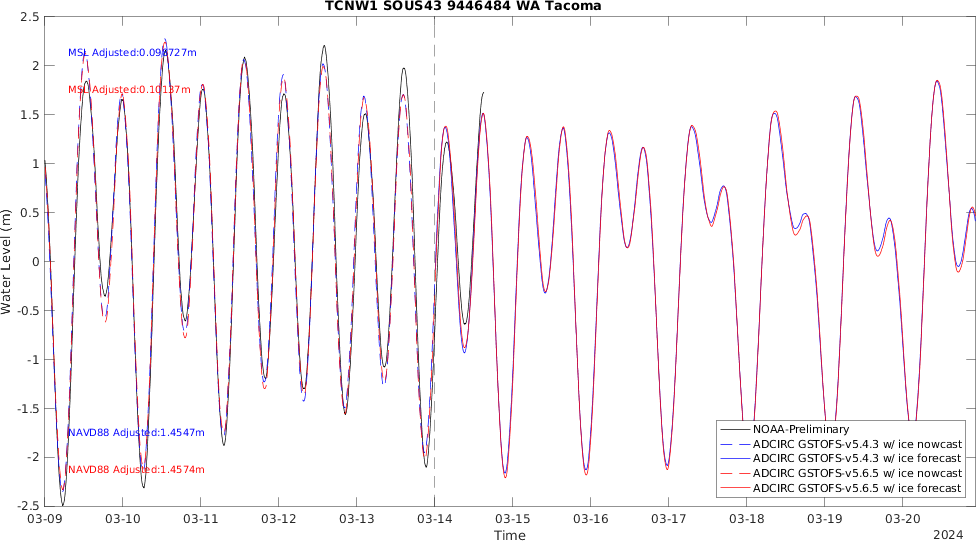 TCNW1 SOUS43 9446484 WA Tacoma
2.5
2
1.5
1
0.5
0
-0.5
-1
-1.5
-2
-2.5
Water Level (m)
MSL Adjusted:0.098727m
MSL Adjusted:0.10137m
NAVD88 Adjusted:1.4547m
NAVD88 Adjusted:1.4574m
NOAA-Preliminary
ADCIRC GSTOFS-v5.4.3 w/ ice nowcast
ADCIRC GSTOFS-v5.4.3 w/ ice forecast
ADCIRC GSTOFS-v5.6.5 w/ ice nowcast
ADCIRC GSTOFS-v5.6.5 w/ ice forecast
03-09 03-10 03-11 03-12 03-13 03-14 03-15 03-16 03-17 03-18 03-19 03-20
Time
2024